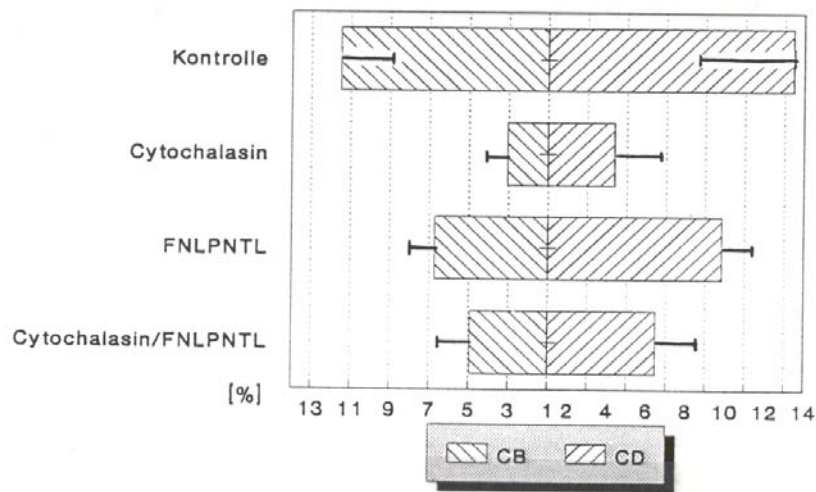 Kontrolle
Cytochalasin
FNLPNTL
Cytochalasin/FNLPNTL
[%]
13 11 9 7 5 3 1 2 4 6 8 10 12 14
CB CD